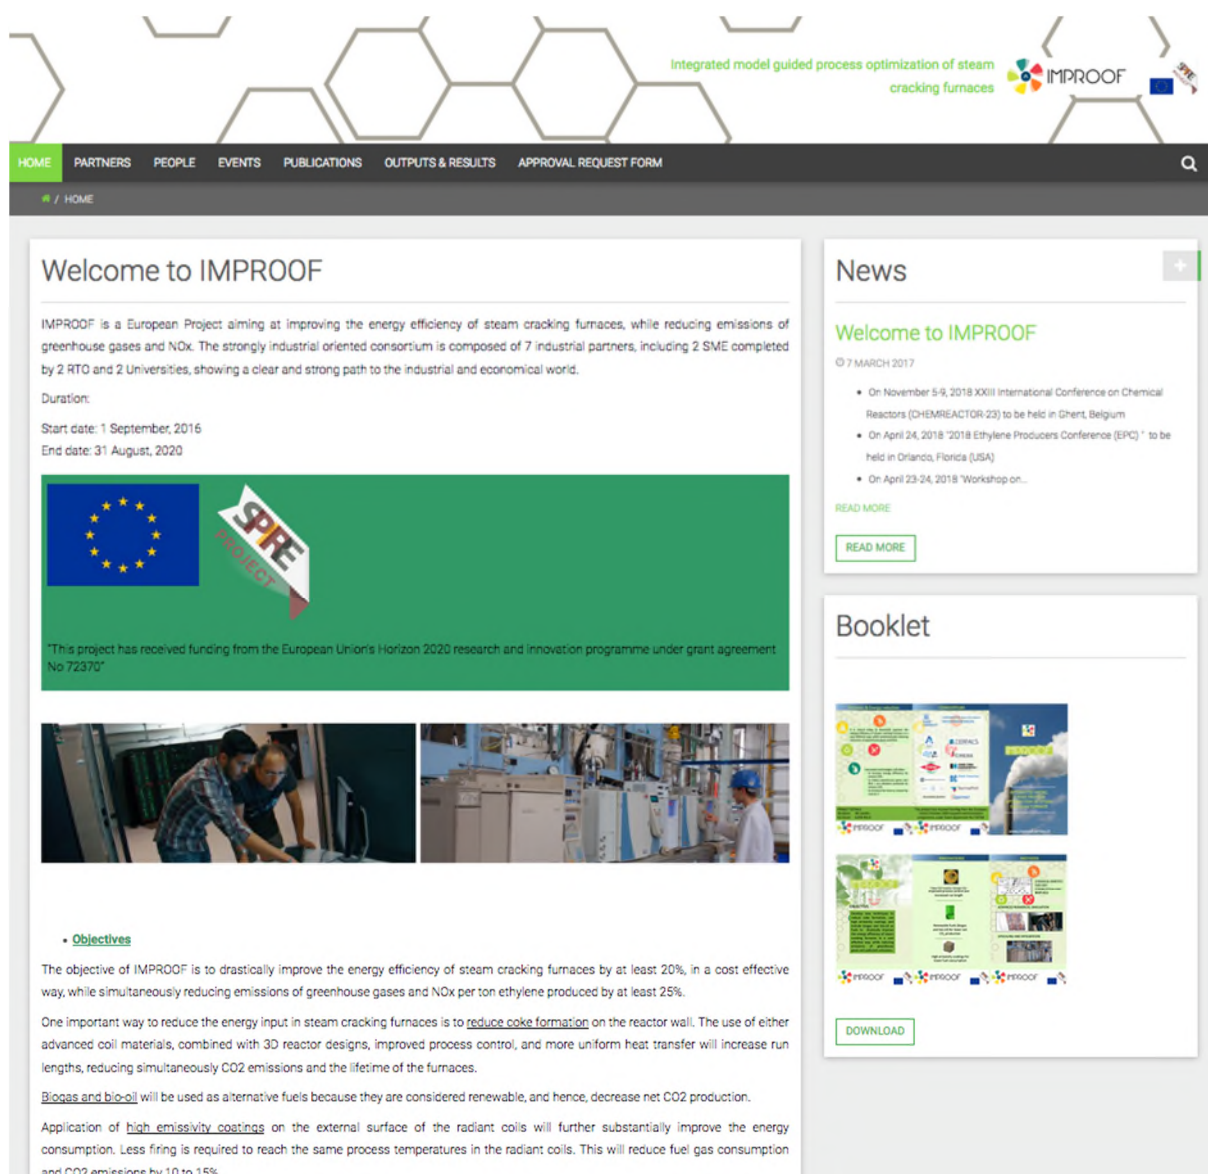 Integrated model guided process optimization of steam
cracking furnaces
IMPROOF
SPIRE
HOME PARTNERS PEOPLE EVENTS PUBLICATIONS OUTPUTS & RESULTS APPROVAL REQUEST FORM
/ HOME
Welcome to IMPROOF
IMPROOF is a European Project aiming at improving the energy efficiency of steam cracking furnaces, while reducing emissions of
greenhouse gases and NOx. The strongly industrial oriented consortium is composed of 7 industrial partners, including 2 SME completed
by 2 RTO and 2 Universities, showing a clear and strong path to the industrial and economical world.
Duration:
Start date: 1 September, 2016
End date: 31 August, 2020
SPIRE
PROJECT
"This project has received funding from the European Union's Horizon 2020 research and innovation programme under grant agreement
No 72370"
• Objectives
The objective of IMPROOF is to drastically improve the energy efficiency of steam cracking furnaces by at least 20%, in a cost effective
way, while simultaneously reducing emissions of greenhouse gases and NOx per ton ethylene produced by at least 25%.
One important way to reduce the energy input in steam cracking furnaces is to reduce coke formation on the reactor wall. The use of either
advanced coil materials, combined with 3D reactor designs, improved process control, and more uniform heat transfer will increase run
lengths, reducing simultaneously CO2 emissions and the lifetime of the furnaces.
Biogas and bio-oil will be used as alternative fuels because they are considered renewable, and hence, decrease net CO2 production.
Application of high emissivity coatings on the external surface of the radiant coils will further substantially improve the energy
consumption. Less firing is required to reach the same process temperatures in the radiant coils. This will reduce fuel gas consumption
and CO2 emissions by 10 to 15%
News
+
Welcome to IMPROOF
7 MARCH 2017
• On November 5-9, 2018 XXIII International Conference on Chemical
Reactors (CHEMREACTOR-23) to be held in Ghent, Belgium
• On April 24, 2018 "2018 Ethylene Producers Conference (EPC) " to be
held in Orlando, Florida (USA)
• On April 23-24, 2018 "Workshop on...
READ MORE
READ MORE
Booklet
CERFACS
IMPROOF
IMPROOF IMPROOF
IMPROOF
IMPROOF IMPROOF IMPROOF
DOWNLOAD